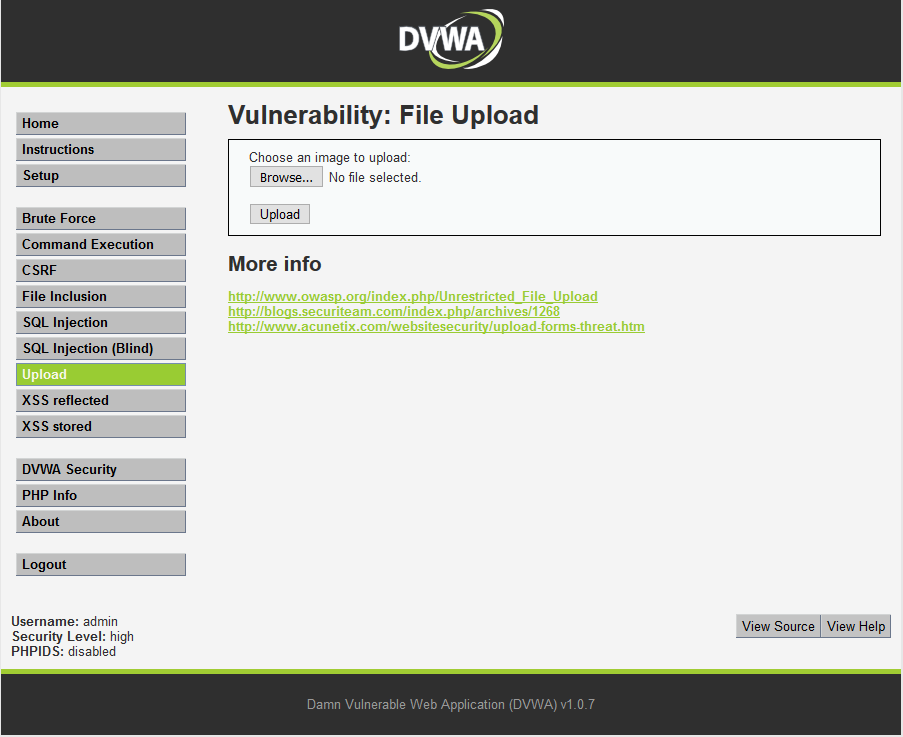 DVWA
Home
Instructions
Setup
Brute Force
Command Execution
CSRF
File Inclusion
SQL Injection
SQL Injection (Blind)
Upload
XSS reflected
XSS stored
DVWA Security
PHP Info
About
Logout
Vulnerability: File Upload
Choose an image to upload:
Browse... No file selected.
Upload
More info
http://www.owasp.org/index.php/Unrestricted_File_Upload
http://blogs.securiteam.com/index.php/archives/1268
http://www.acunetix.com/websitesecurity/upload-forms-threat.htm
Username: admin
Security Level: high
PHPIDS: disabled
View Source View Help
Damn Vulnerable Web Application (DVWA) v1.0.7